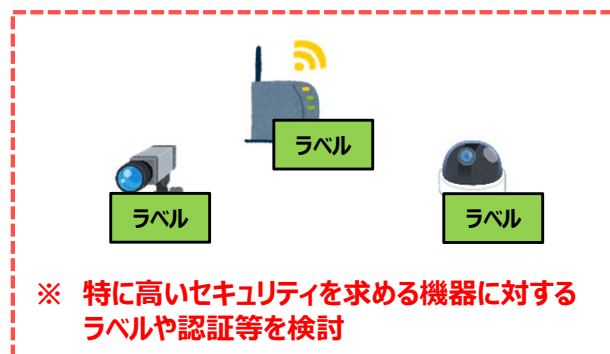 ラベル
ラベル
ラベル
※ 特に高いセキュリティを求める機器に対する
ラベルや認証等を検討